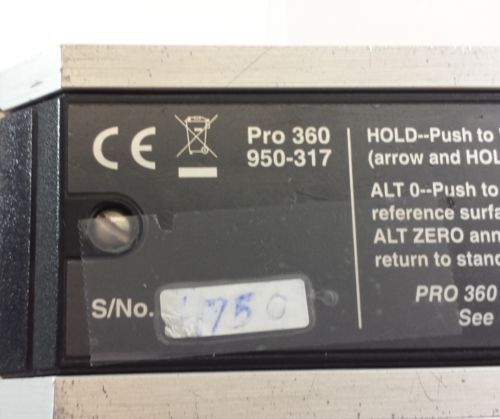 CE
Pro 360
950-317
S/No. 4750
HOLD--Push to
(arrow and HOL
ALT 0--Push to
reference surfa
ALT ZERO ann
return to stand
PRO 360
See